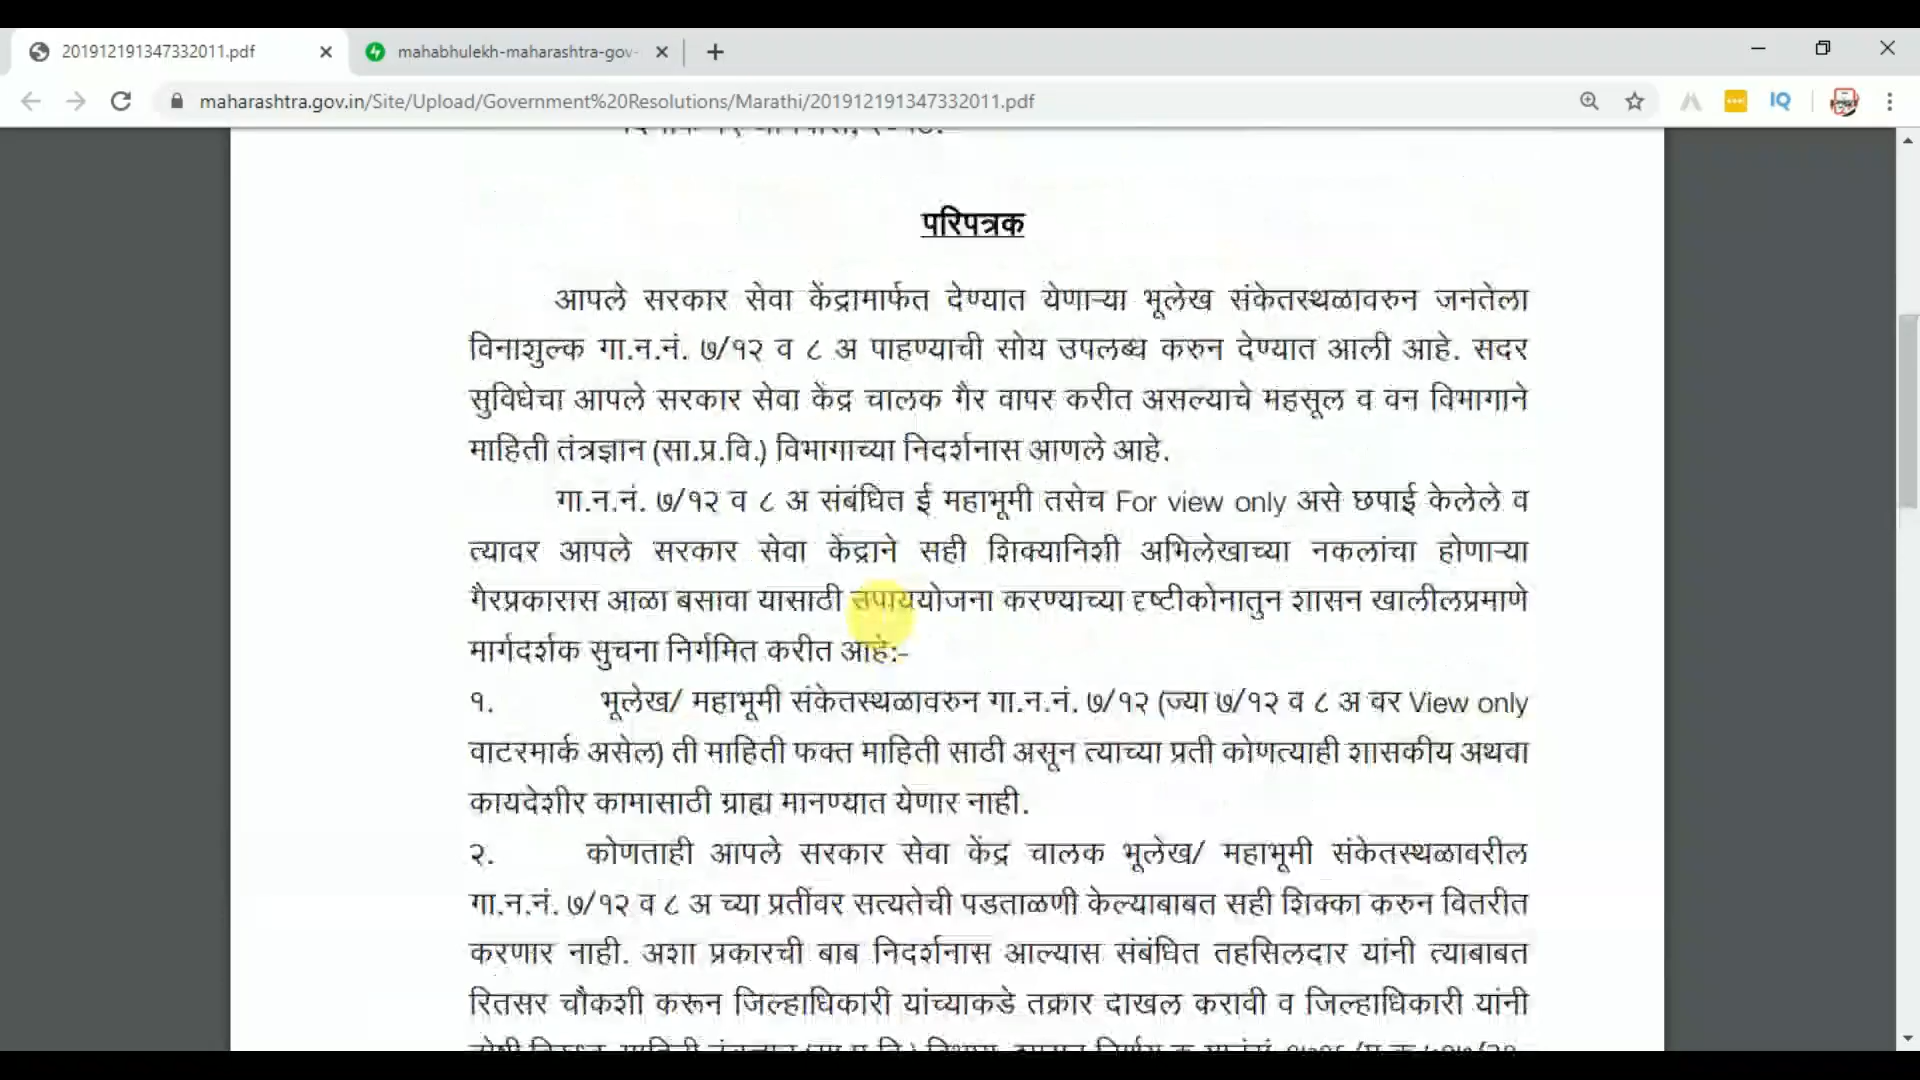 201912191347332011.pdf
mahabhulekh-maharashtra-gov-
maharashtra.gov.in/Site/Upload/Government%20Resolutions/Marathi/201912191347332011.pdf
IQ
परिपत्रक
आपले सरकार सेवा केंद्रामार्फत देण्यात येणाऱ्या भूलेख संकेतस्थळावरुन जनतेला
विनाशुल्क गा.न.नं. ७/१२ व ८ अ पाहण्याची सोय उपलब्ध करुन देण्यात आली आहे. सदर
सुविधेचा आपले सरकार सेवा केंद्र चालक गैर वापर करीत असल्याचे महसूल व वन विभागाने
माहिती तंत्रज्ञान (सा.प्र.वि.) विभागाच्या निदर्शनास आणले आहे.
गा.न.नं. ७/१२ व ८ अ संबंधित ई महाभूमी तसेच For view only असे छपाई केलेले व
त्यावर आपले सरकार सेवा केंद्राने सही शिक्यानिशी अभिलेखाच्या नकलांचा होणाऱ्या
गैरप्रकारास आळा बसावा यासाठी उपाययोजना करण्याच्या दृष्टीकोनातुन शासन खालीलप्रमाणे
मार्गदर्शक सुचना निर्गमित करीत आहे:-
१. भूलेख/ महाभूमी संकेतस्थळावरुन गा.न.नं. ७/१२ (ज्या ७/१२ व ८ अ वर View only
वाटरमार्क असेल) ती माहिती फक्त माहिती साठी असून त्याच्या प्रती कोणत्याही शासकीय अथवा
कायदेशीर कामासाठी ग्राह्य मानण्यात येणार नाही.
२. कोणताही आपले सरकार सेवा केंद्र चालक भूलेख/ महाभूमी संकेतस्थळावरील
गा.न.नं. ७/१२ व ८ अ च्या प्रतींवर सत्यतेची पडताळणी केल्याबाबत सही शिक्का करुन वितरीत
करणार नाही. अशा प्रकारची बाब निदर्शनास आल्यास संबंधित तहसिलदार यांनी त्याबाबत
रितसर चौकशी करून जिल्हाधिकारी यांच्याकडे तक्रार दाखल करावी व जिल्हाधिकारी यांनी